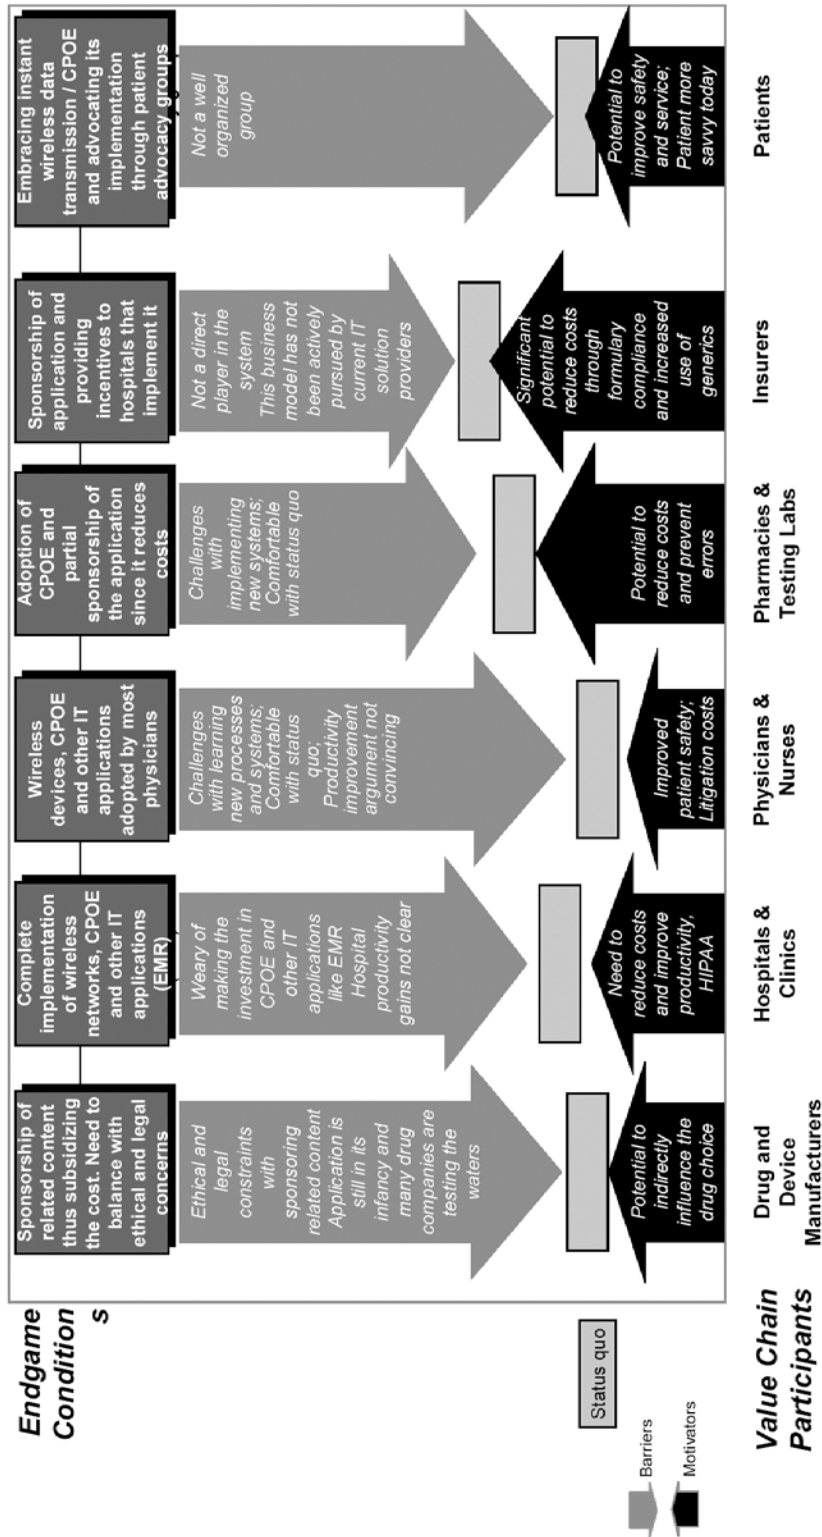 Endgame
Condition
s
Sponsorship of
related content
thus subsidizing
the cost. Need to
balance with
ethical and legal
concerns
Complete
implementation
of wireless
networks, CPOE
and other IT
applications
(EMR)
Wireless
devices, CPOE
and other IT
applications
adopted by most
physicians
Adoption of
CPOE and
partial
sponsorship of
the application
since it reduces
costs
Sponsorship of
application and
providing
incentives to
hospitals that
implement it
Embracing instant
wireless data
transmission / CPOE
and advocating its
implementation
through patient
advocacy groups
Ethical and
legal
constraints
with
sponsoring
related content
Application is
still in its
infancy and
many drug
companies are
testing the
waters
Weary of
making the
investment in
CPOE and
other IT
applications
like EMR
Hospital
productivity
gains not clear
Challenges
with learning
new processes
and systems;
Comfortable
with status
quo;
Productivity
improvement
argument not
convincing
Challenges
with
implementing
new systems;
Comfortable
with status quo
Not a direct
player in the
system
This business
model has not
been actively
pursued by
current IT
solution
providers
Not a well
organized
group
Status quo
Barriers
Motivators
Potential to
indirectly
influence the
drug choice
Need to
reduce costs
and improve
productivity,
HIPAA
Improved
patient safety;
Litigation costs
Potential to
reduce costs
and prevent
errors
Significant
potential to
reduce costs
through
formulary
compliance
and increased
use of
generics
Potential to
improve safety
and service;
Patient more
savvy today
Value Chain
Participants
Drug and
Device
Manufacturers
Hospitals &
Clinics
Physicians &
Nurses
Pharmacies &
Testing Labs
Insurers
Patients